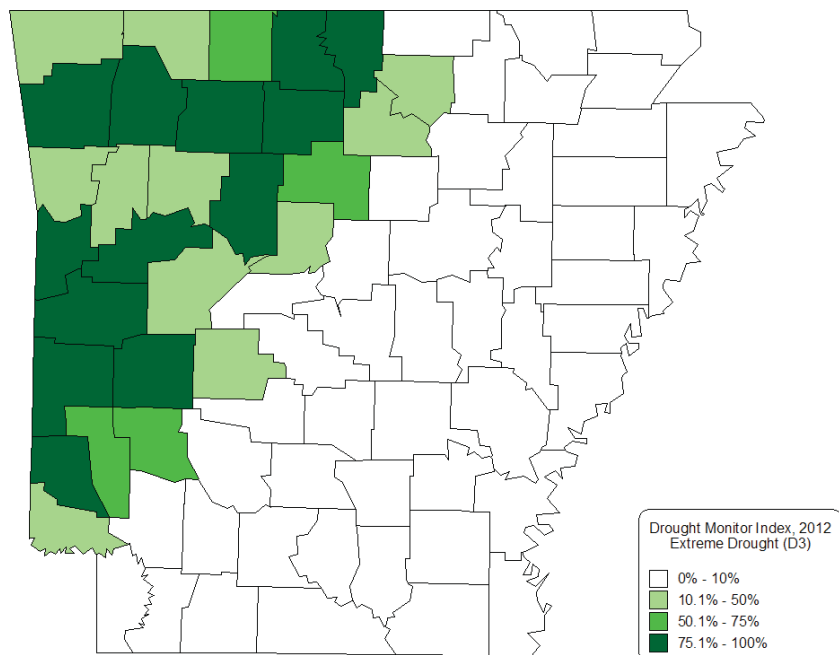 Drought Monitor Index, 2012
Extreme Drought (D3)
0% - 10%
10.1% - 50%
50.1% - 75%
75.1% - 100%